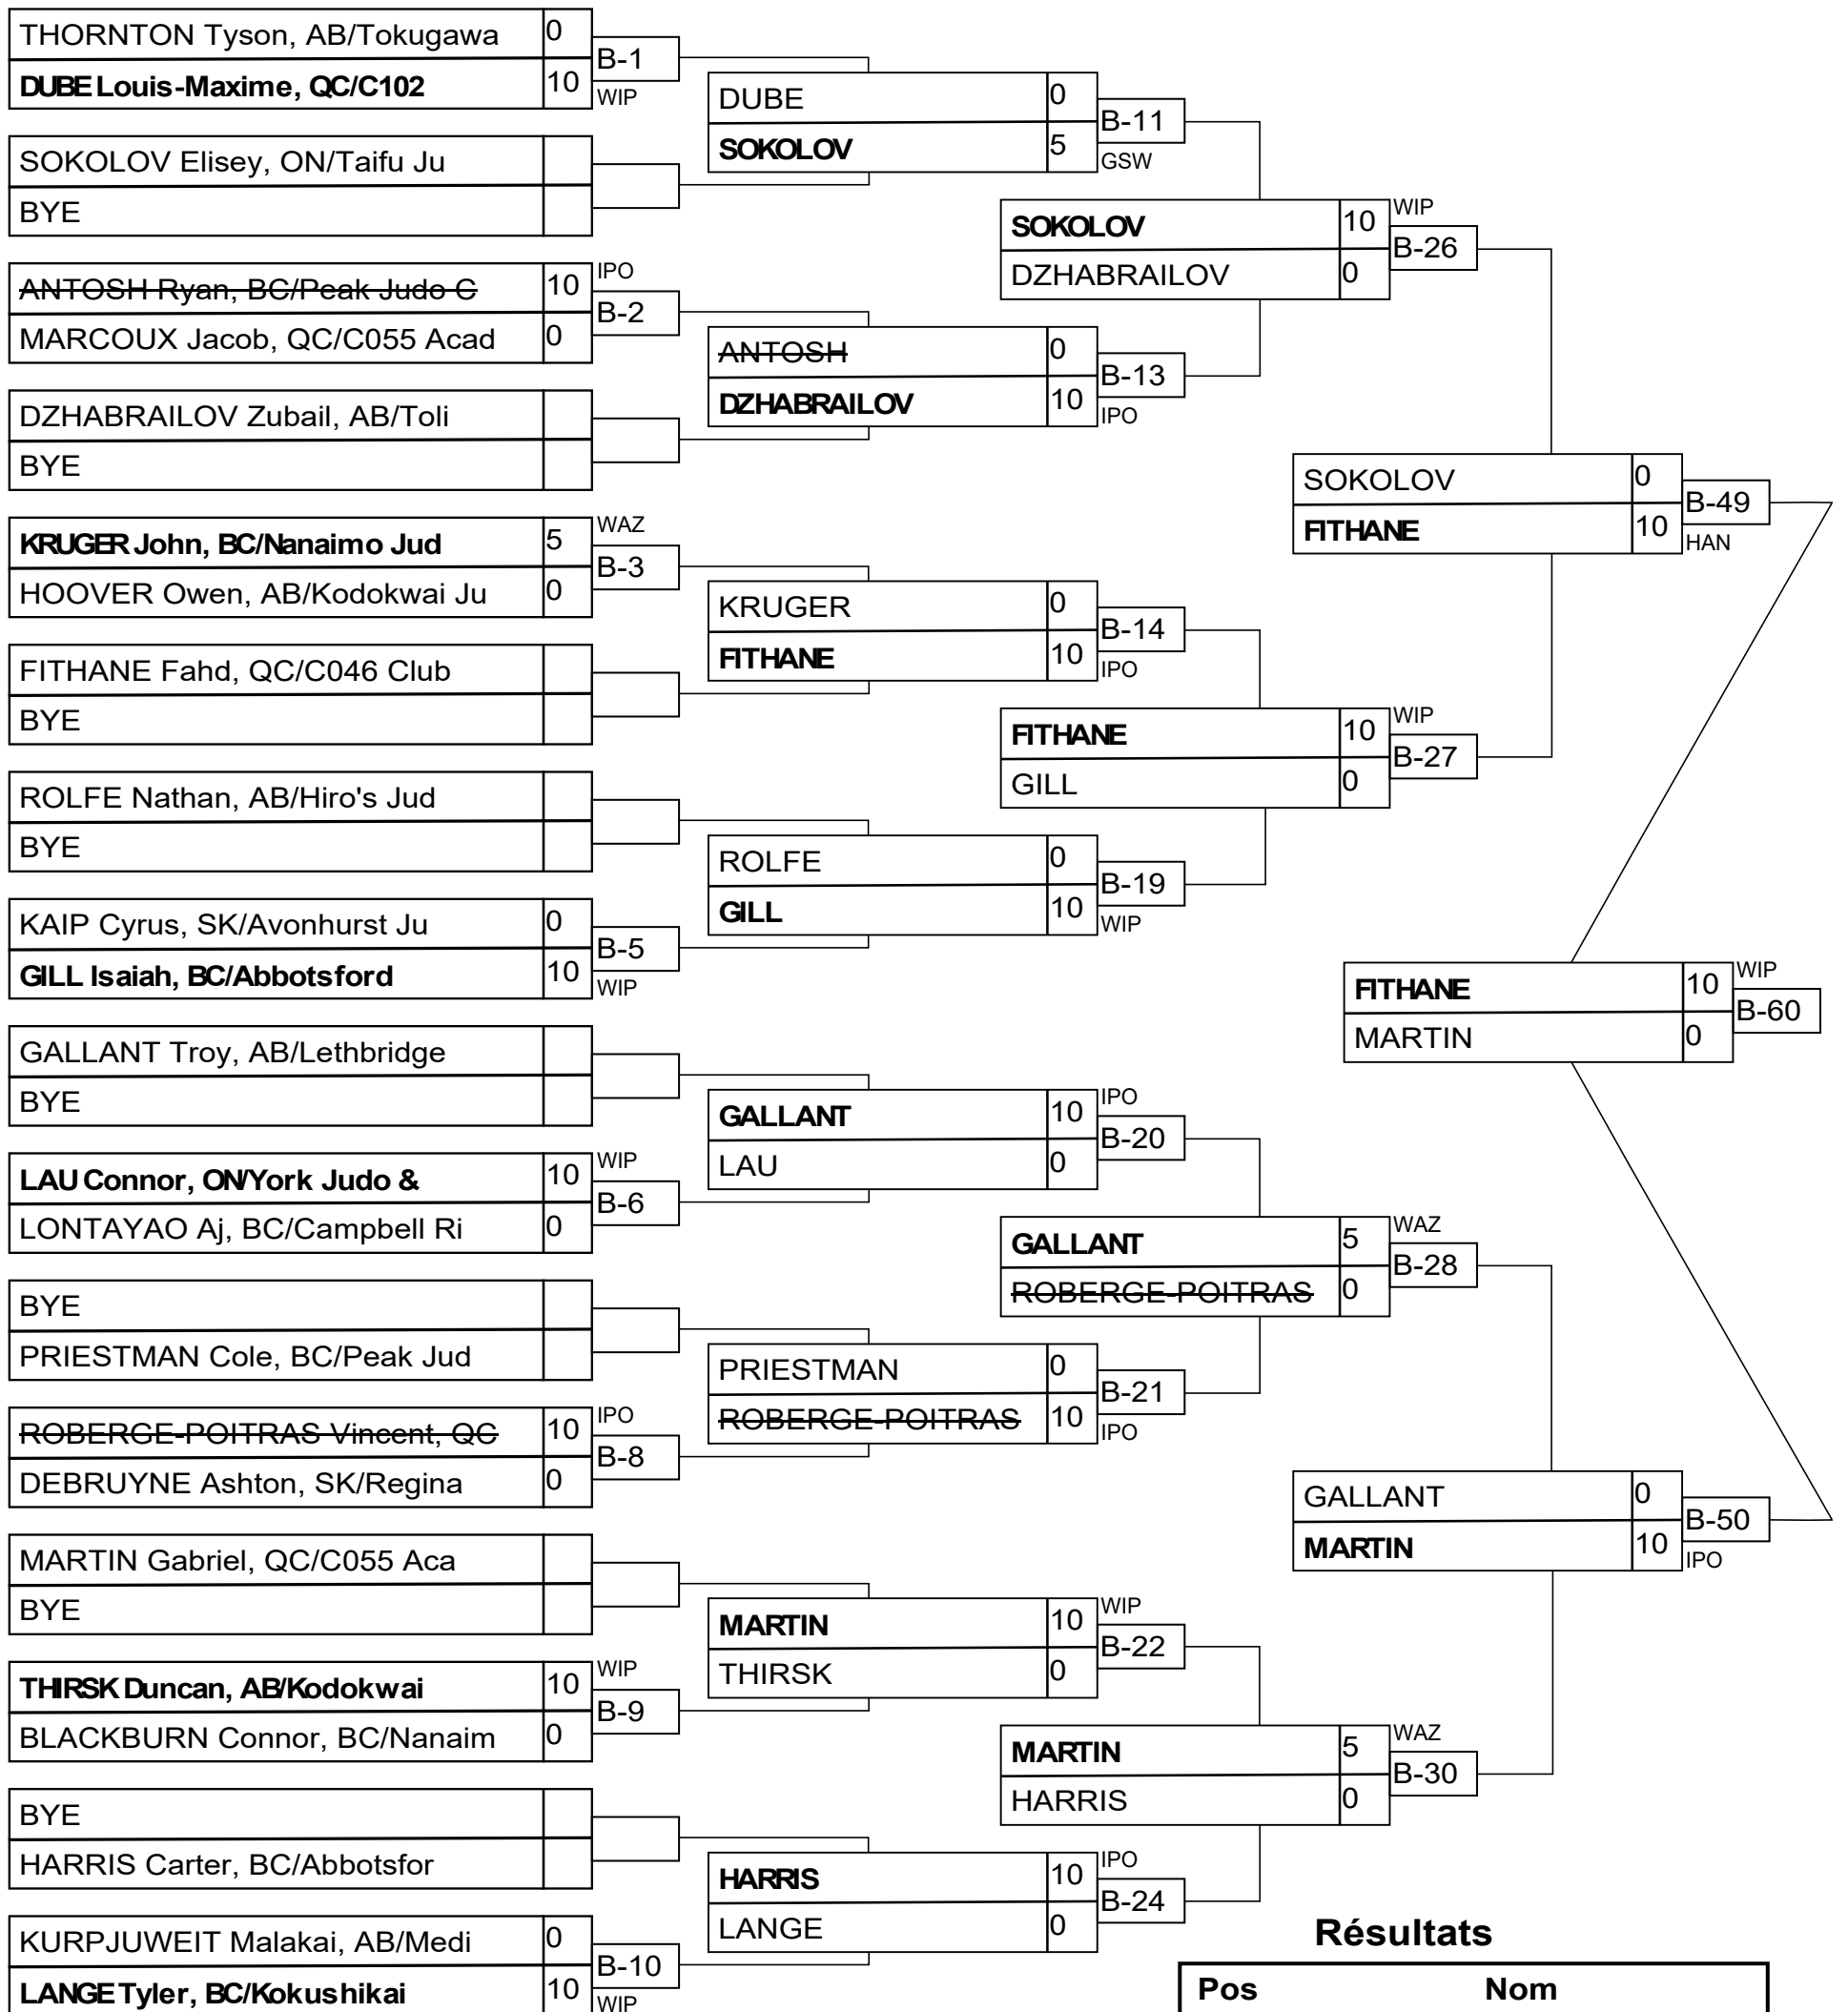 THORNTON Tyson, AB/Tokugawa 0
B-1
DUBE Louis-Maxime, QC/C102 10
WIP
SOKOLOV Elisey, ON/Taifu Ju
BYE
ANTOSH Ryan, BC/Peak Judo C 10
IPO
B-2
MARCOUX Jacob, QC/C055 Acad 0
DZHABRAILOV Zubail, AB/Toli
BYE
KRUGER John, BC/Nanaimo Jud 5
WAZ
B-3
HOOVER Owen, AB/Kodokwai Ju 0
FITHANE Fahd, QC/C046 Club
BYE
ROLFE Nathan, AB/Hiro's Jud
BYE
KAIP Cyrus, SK/Avonhurst Ju 0
B-5
GILL Isaiah, BC/Abbotsford 10
WIP
GALLANT Troy, AB/Lethbridge
BYE
LAU Connor, ON/York Judo & 10
WIP
B-6
LONTAYAO Aj, BC/Campbell Ri 0
BYE
PRIESTMAN Cole, BC/Peak Jud
ROBERGE-POITRAS Vincent, QC 10
IPO
B-8
DEBRUYNE Ashton, SK/Regina 0
MARTIN Gabriel, QC/C055 Aca
BYE
THIRSK Duncan, AB/Kodokwai 10
WIP
B-9
BLACKBURN Connor, BC/Nanaim 0
BYE
HARRIS Carter, BC/Abbotsfor
KURPJUWEIT Malakai, AB/Medi 0
B-10
LANGE Tyler, BC/Kokushikai 10
WIP
DUBE 0
B-11
SOKOLOV 5
GSW
ANTOSH 0
B-13
DZHABRAILOV 10
IPO
KRUGER 0
B-14
FITHANE 10
IPO
ROLFE 0
B-19
GILL 10
WIP
GALLANT 10
IPO
B-20
LAU 0
PRIESTMAN 0
B-21
ROBERGE-POITRAS 10
IPO
MARTIN 10
WIP
B-22
THIRSK 0
HARRIS 10
IPO
B-24
LANGE 0
SOKOLOV 10
WIP
B-26
DZHABRAILOV 0
FITHANE 10
WIP
B-27
GILL 0
GALLANT 5
WAZ
B-28
ROBERGE-POITRAS 0
MARTIN 5
WAZ
B-30
HARRIS 0
SOKOLOV 0
B-49
FITHANE 10
HAN
GALLANT 0
B-50
MARTIN 10
IPO
FITHANE 10
WIP
B-60
MARTIN 0
Résultats
Pos Nom